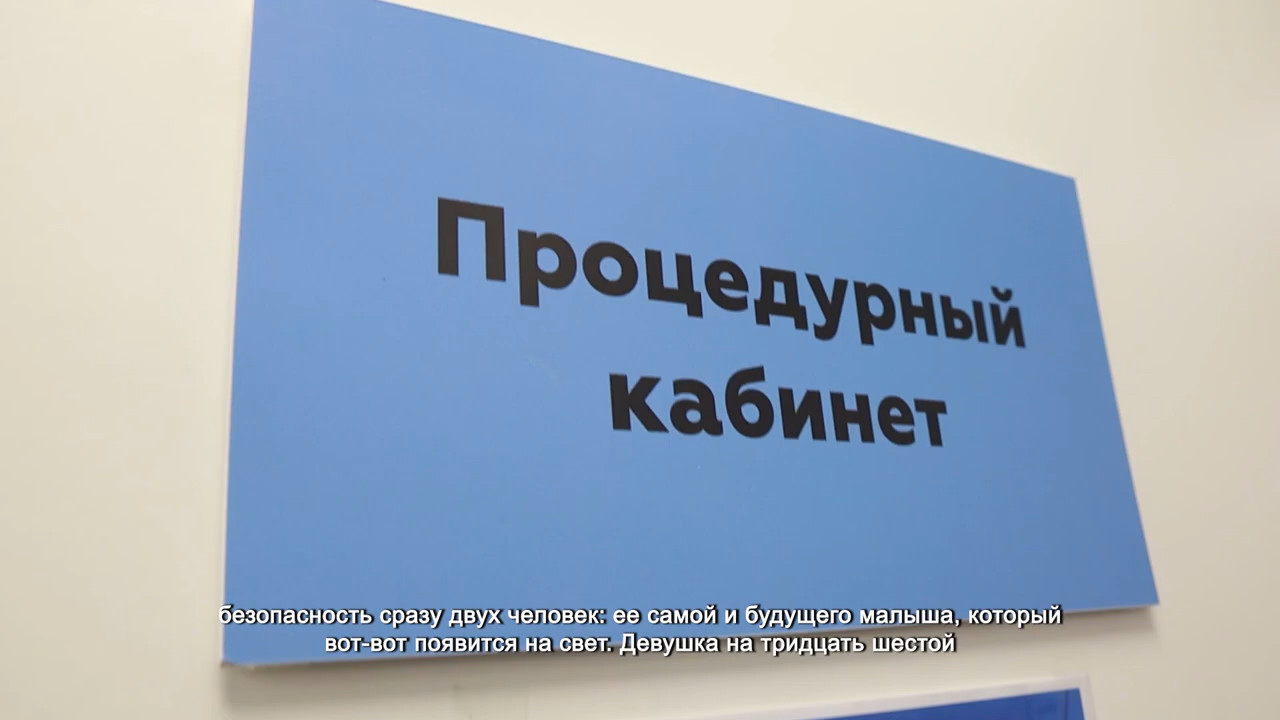 Процедурный
кабинет
безопасность сразу двух человек: ее самой и будущего малыша, который
вот-вот появится на свет. Девушка на тридцать шестой